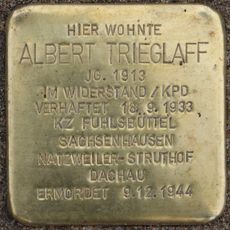 HIER WOHNTE
ALBERT TRIEGLAFF
JG. 1913
IM WIDERSTAND / KPD
VERHAFTET 18.9.1933
KZ FUHLSBÜTTEL
SACHSENHAUSEN
NATZWEILER-STRUTHOF
DACHAU
ERMORDET 9.12.1944